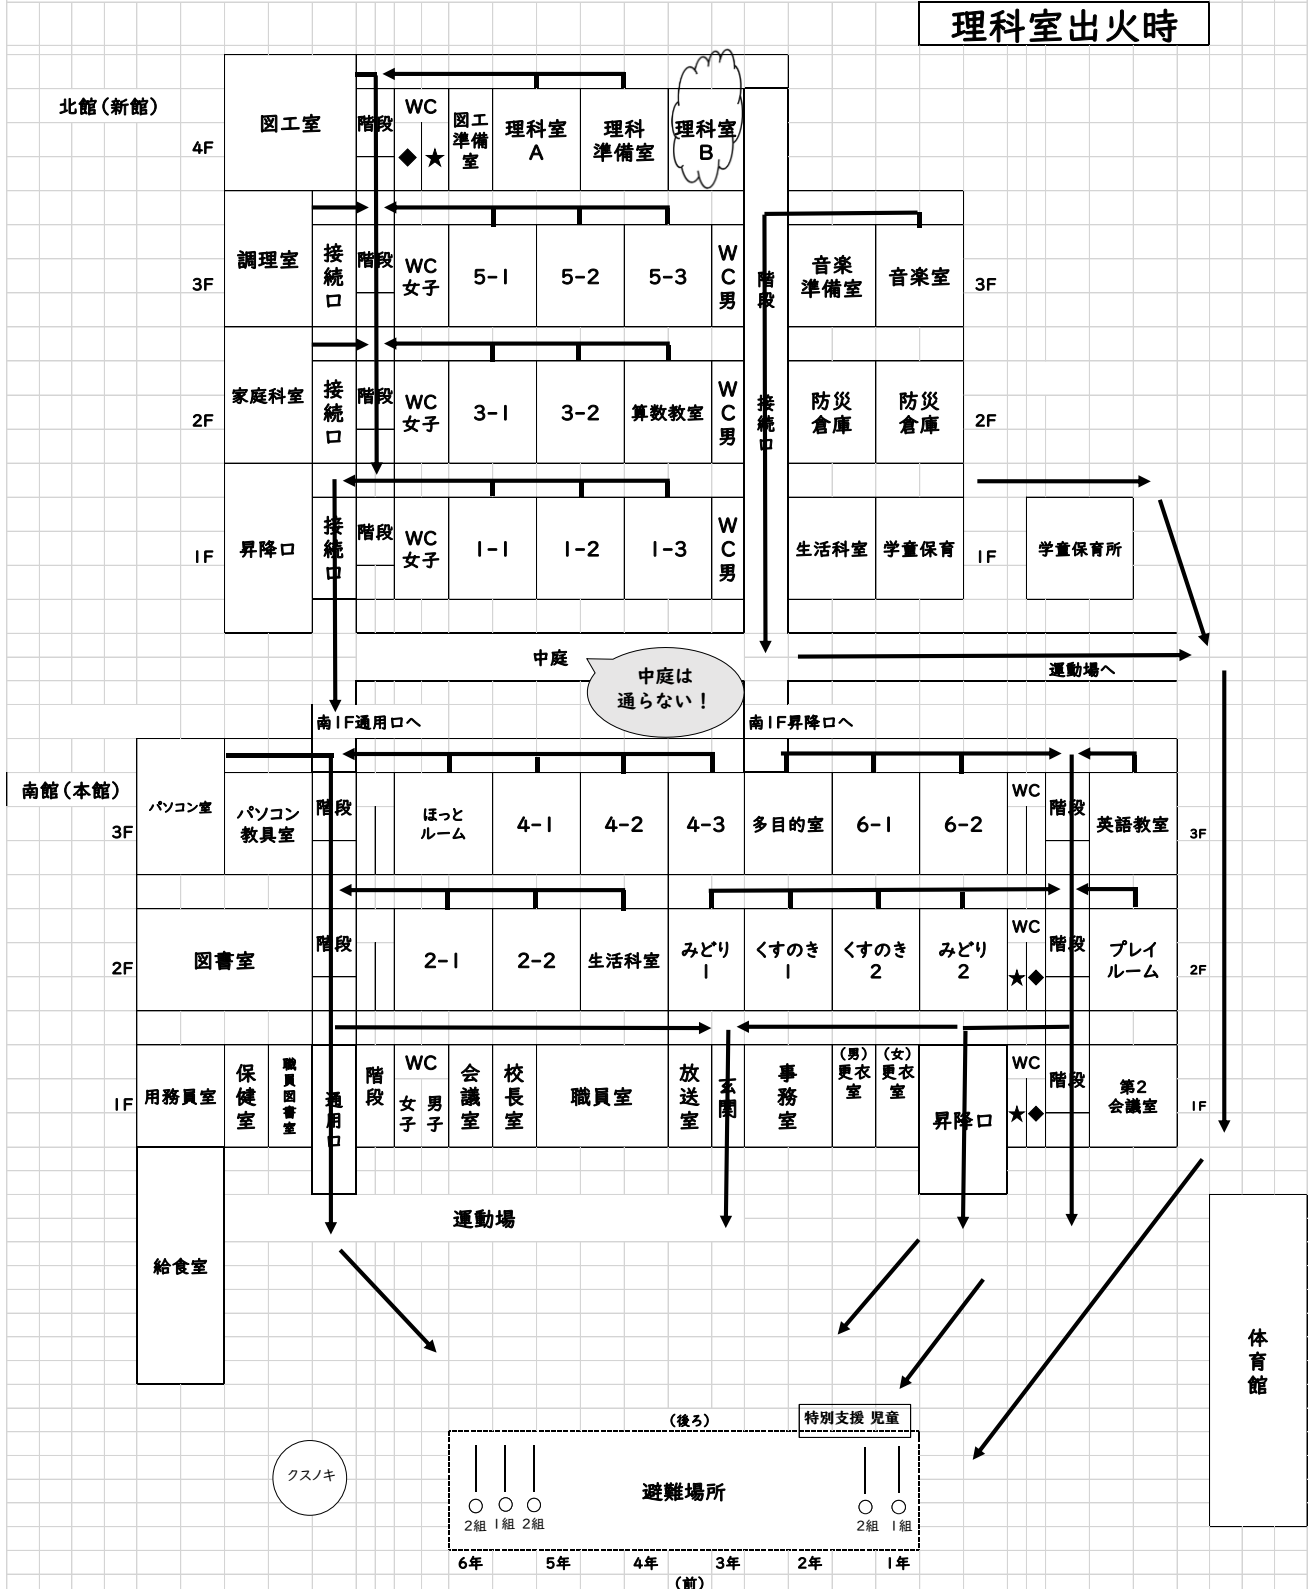 理科室出火時
北館(新館)
4F
図工室
階段
WC
◆ ★
図工
準備
室
理科室
A
理科
準備室
理科室
B
3F
調理室
接続口
階段
WC
女子
5-1
5-2
5-3
WC男
階段
音楽
準備室
音楽室
3F
2F
家庭科室
接続口
階段
WC
女子
3-1
3-2
算数教室
WC男
接続口
防災
倉庫
防災
倉庫
2F
1F
昇降口
接続口
階段
WC
女子
1-1
1-2
1-3
WC男
生活科室
学童保育
1F
学童保育所
中庭
中庭は
通らない!
運動場へ
南1F通用口へ
南1F昇降口へ
南館(本館)
3F
パソコン室
パソコン
教具室
階段
ほっと
ルーム
4-1
4-2
4-3
多目的室
6-1
6-2
WC
階段
英語教室
3F
2F
図書室
階段
2-1
2-2
生活科室
みどり
1
くすのき
1
くすのき
2
みどり
2
WC
★◆
階段
プレイ
ルーム
2F
1F
用務員室
保健室
職員図書室
通用口
階段
WC
女子
男子
会議室
校長室
職員室
放送室
玄関
事務室
(男)
更衣
室
(女)
更衣
室
昇降口
WC
★◆
階段
第2
会議室
1F
運動場
給食室
体育館
(後ろ)
特別支援 児童
クスノキ
避難場所
2組 1組 2組
2組 1組
6年 5年 4年 3年 2年 1年
(前)